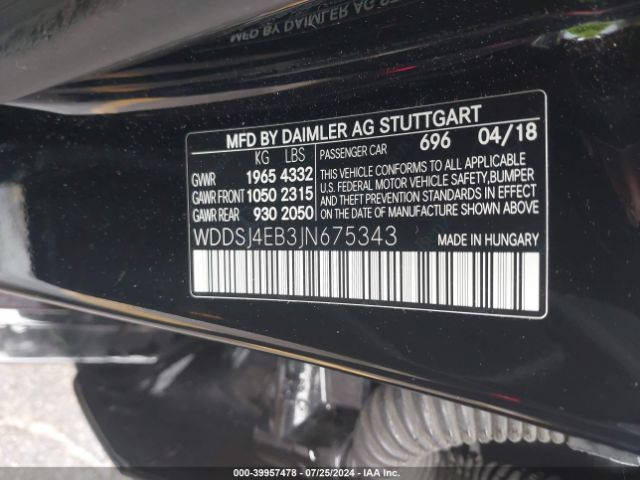 MFD BY DAIMLER AG STUTTGART
KG LBS
GVWR 1965 4332
GAWR FRONT 1050 2315
GAWR REAR 930 2050
PASSENGER CAR 696 04/18
THIS VEHICLE CONFORMS TO ALL APPLICABLE
U.S. FEDERAL MOTOR VEHICLE SAFETY, BUMPER
AND THEFT PREVENTION STANDARDS IN EFFECT
ON THE DATE OF MANUFACTURE SHOWN ABOVE.
WDDSJ4EB3JN675343 MADE IN HUNGARY
000-39957478 - 07/25/2024 - IAA Inc.